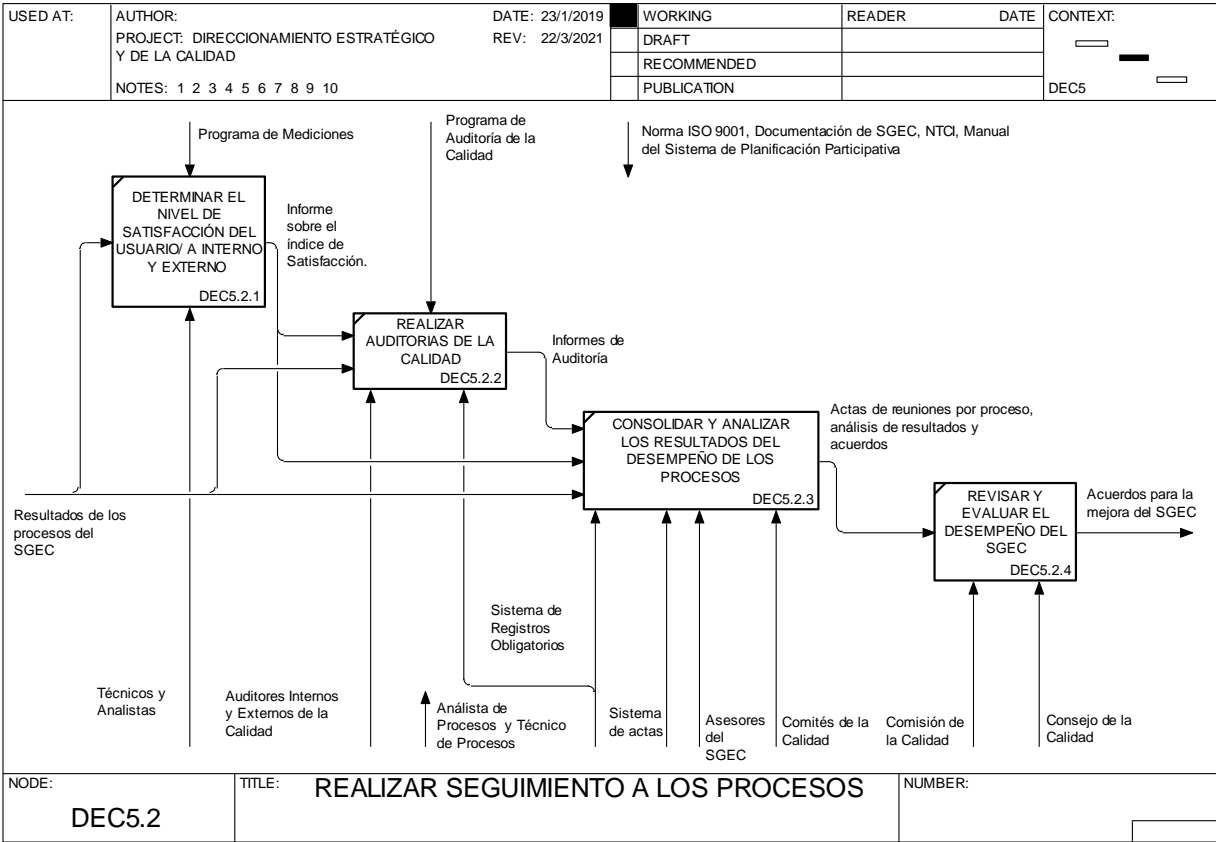 USED AT:
AUTHOR:
DATE: 23/1/2019
PROJECT: DIRECCIONAMIENTO ESTRATÉGICO
Y DE LA CALIDAD
REV: 22/3/2021
NOTES: 1 2 3 4 5 6 7 8 9 10
WORKING
DRAFT
RECOMMENDED
PUBLICATION
READER
DATE
CONTEXT:
DEC5
Programa de Mediciones
Programa de
Auditoría de la
Calidad
Norma ISO 9001, Documentación de SGEC, NTCI, Manual
del Sistema de Planificación Participativa
DETERMINAR EL
NIVEL DE
SATISFACCIÓN DEL
USUARIO/ A INTERNO
Y EXTERNO
DEC5.2.1
Informe
sobre el
índice de
Satisfacción.
REALIZAR
AUDITORIAS DE LA
CALIDAD
DEC5.2.2
Informes de
Auditoría
CONSOLIDAR Y ANALIZAR
LOS RESULTADOS DEL
DESEMPEÑO DE LOS
PROCESOS
DEC5.2.3
Actas de reuniones por proceso,
análisis de resultados y
acuerdos
REVISAR Y
EVALUAR EL
DESEMPEÑO DEL
SGEC
DEC5.2.4
Acuerdos para la
mejora del SGEC
Resultados de los
procesos del
SGEC
Sistema de
Registros
Obligatorios
Técnicos y
Analistas
Auditores Internos
y Externos de la
Calidad
Análista de
Procesos y Técnico
de Procesos
Sistema
de actas
Asesores
del
SGEC
Comités de la
Calidad
Comisión de
la Calidad
Consejo de la
Calidad
NODE:
DEC5.2
TITLE:
REALIZAR SEGUIMIENTO A LOS PROCESOS
NUMBER: